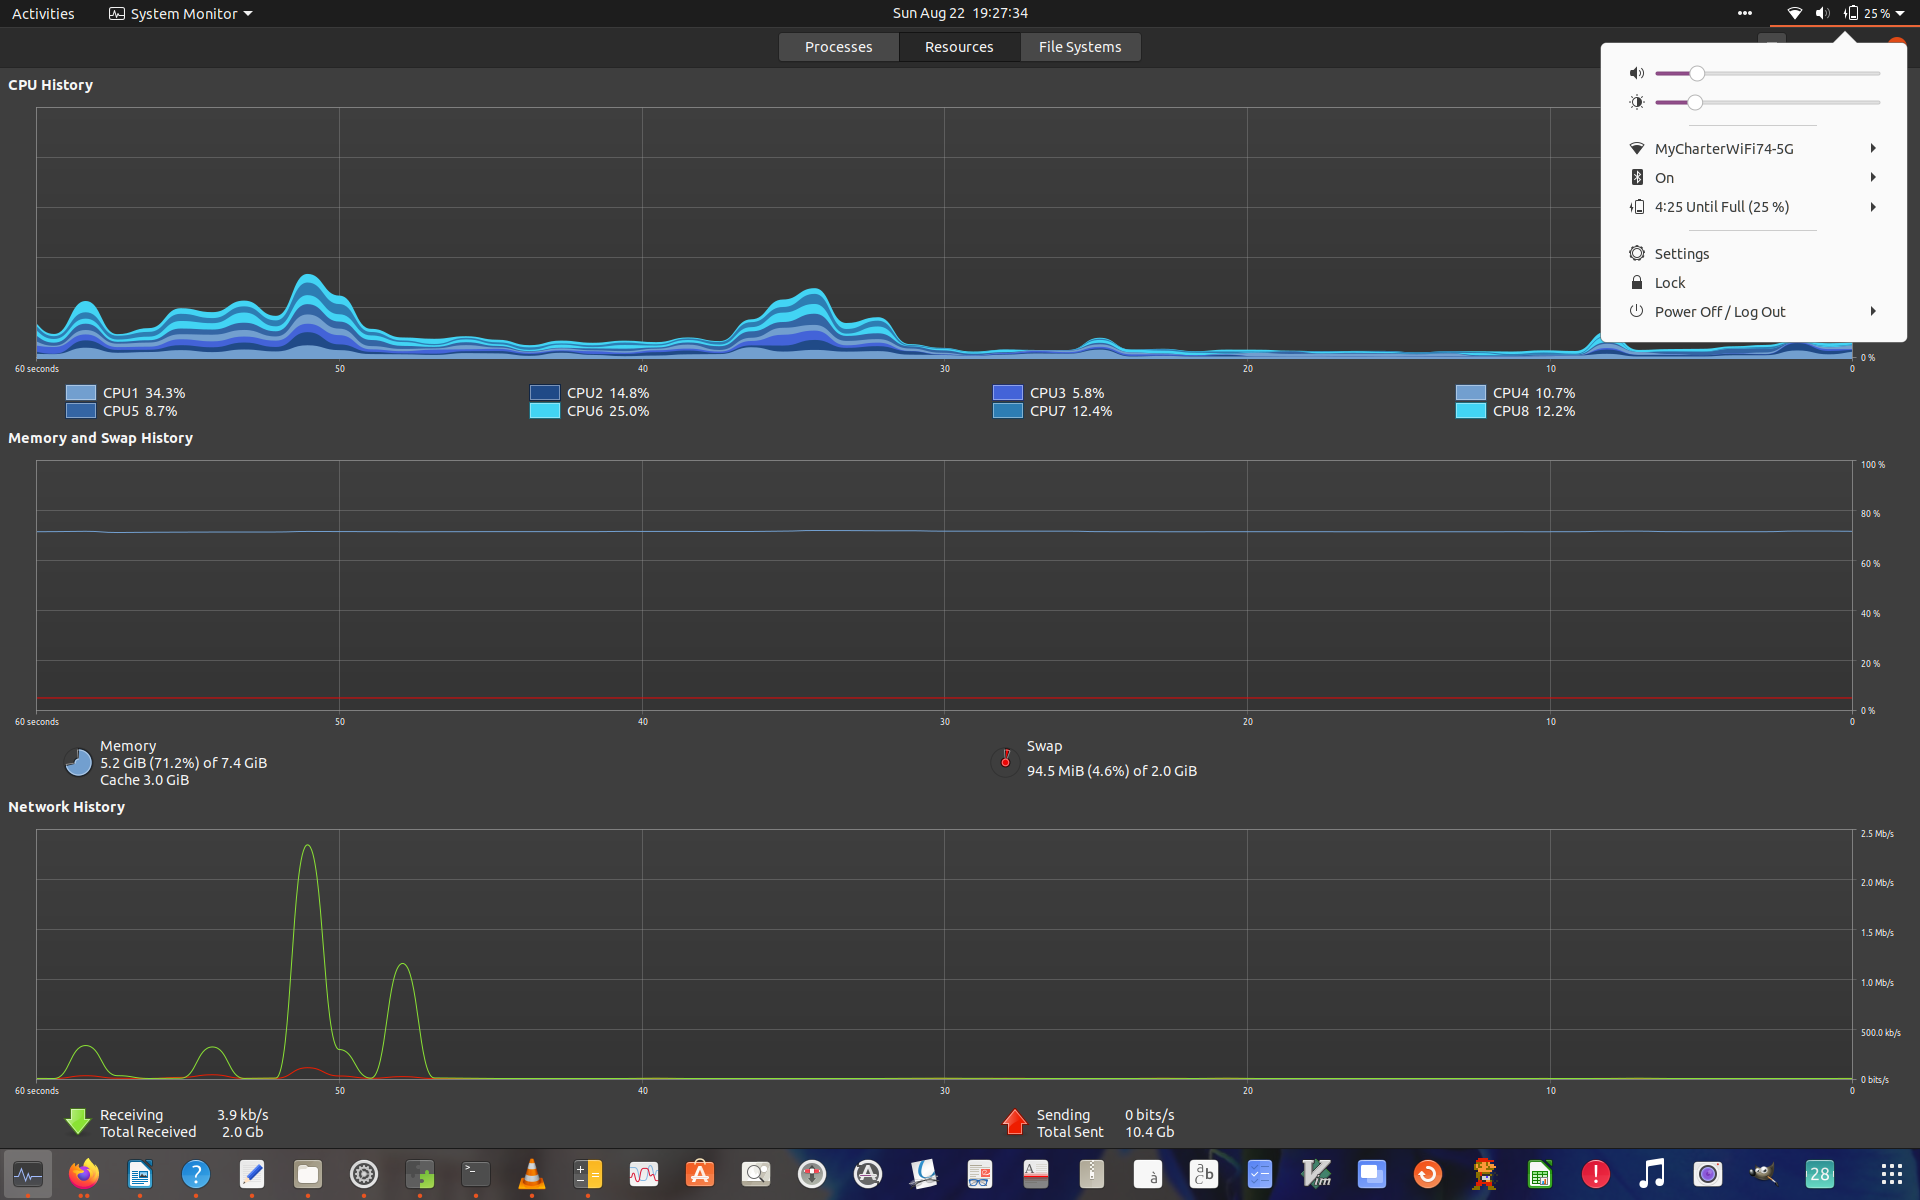 Activities
System Monitor
Sun Aug 22 19:27:34
25 %
Processes
Resources
File Systems
CPU History
MyCharterWiFi74-5G
On
4:25 Until Full (25 %)
Settings
Lock
Power Off / Log Out
0 %
60 seconds
50
40
30
20
10
0
CPU1 34.3%
CPU2 14.8%
CPU3 5.8%
CPU4 10.7%
CPU5 8.7%
CPU6 25.0%
CPU7 12.4%
CPU8 12.2%
Memory and Swap History
100 %
80 %
60 %
40 %
20 %
0 %
60 seconds
50
40
30
20
10
0
Memory
5.2 GiB (71.2%) of 7.4 GiB
Cache 3.0 GiB
Swap
94.5 MiB (4.6%) of 2.0 GiB
Network History
2.5 Mb/s
2.0 Mb/s
1.5 Mb/s
1.0 Mb/s
500.0 kb/s
0 bits/s
60 seconds
50
40
30
20
10
0
Receiving 3.9 kb/s
Total Received 2.0 Gb
Sending 0 bits/s
Total Sent 10.4 Gb
28